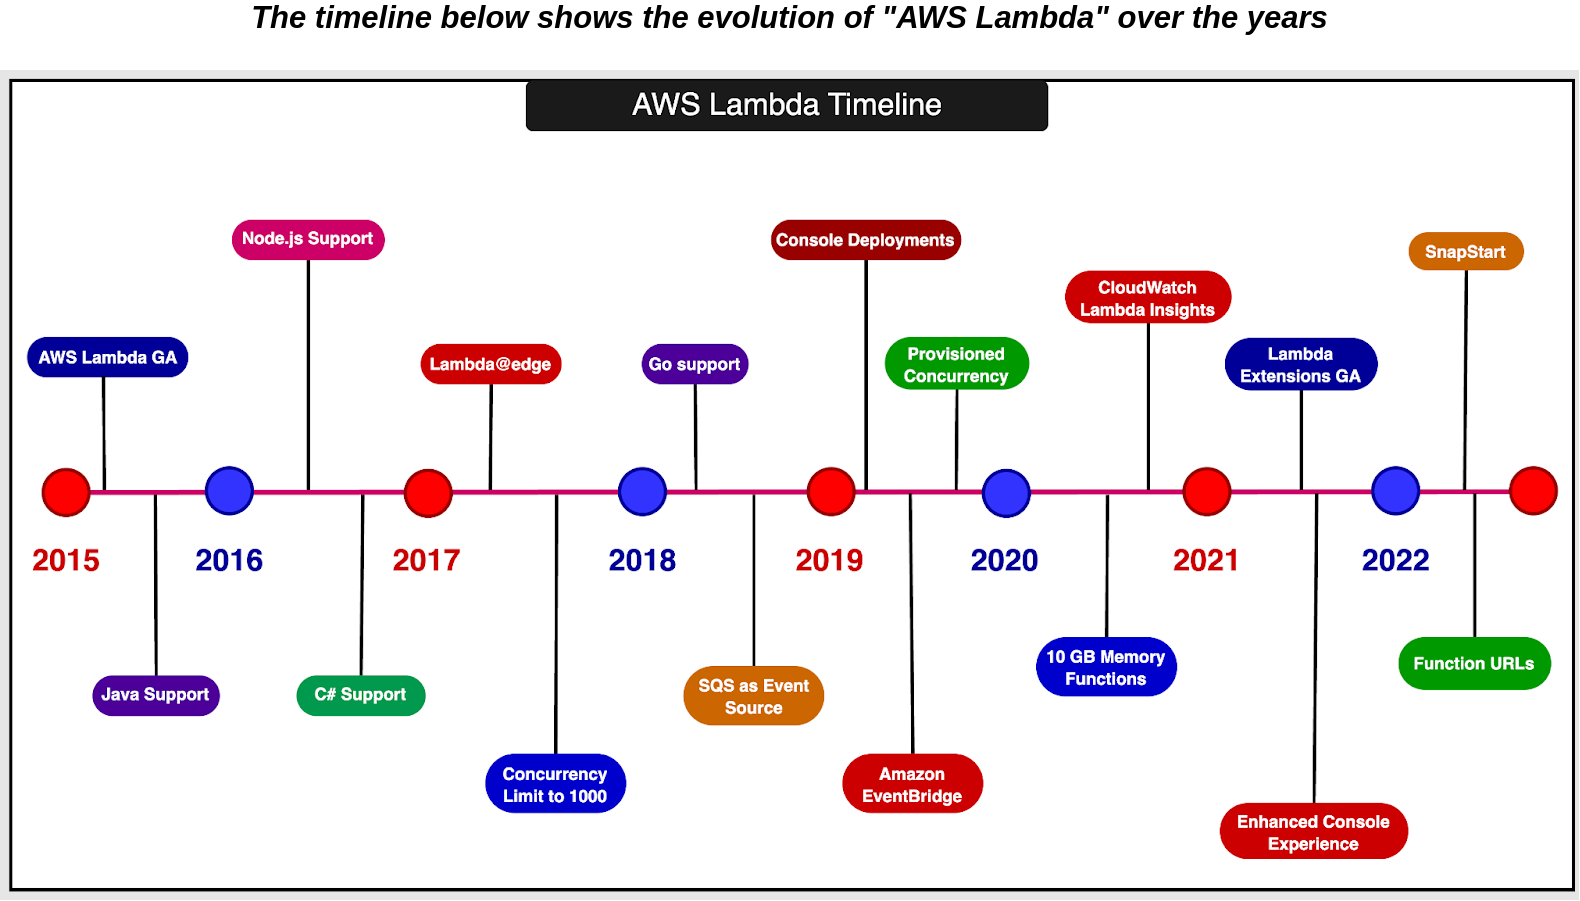 The timeline below shows the evolution of "AWS Lambda" over the years
AWS Lambda Timeline
Node.js Support
Console Deployments
SnapStart
CloudWatch
Lambda Insights
AWS Lambda GA
Lambda@edge
Go support
Provisioned
Concurrency
Lambda
Extensions GA
2015
2016
2017
2018
2019
2020
2021
2022
Java Support
C# Support
SQS as Event
Source
10 GB Memory
Functions
Function URLs
Concurrency
Limit to 1000
Amazon
EventBridge
Enhanced Console
Experience